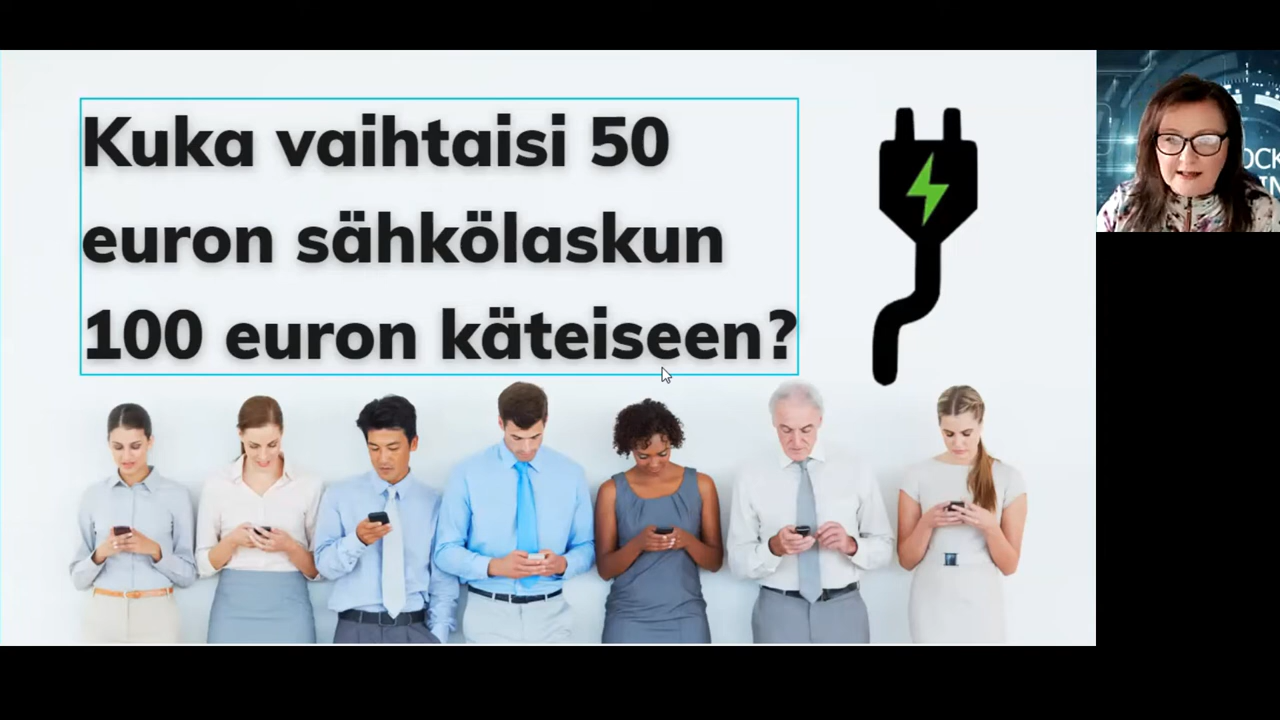 Kuka vaihtaisi 50
euron sähkölaskun
100 euron käteiseen?